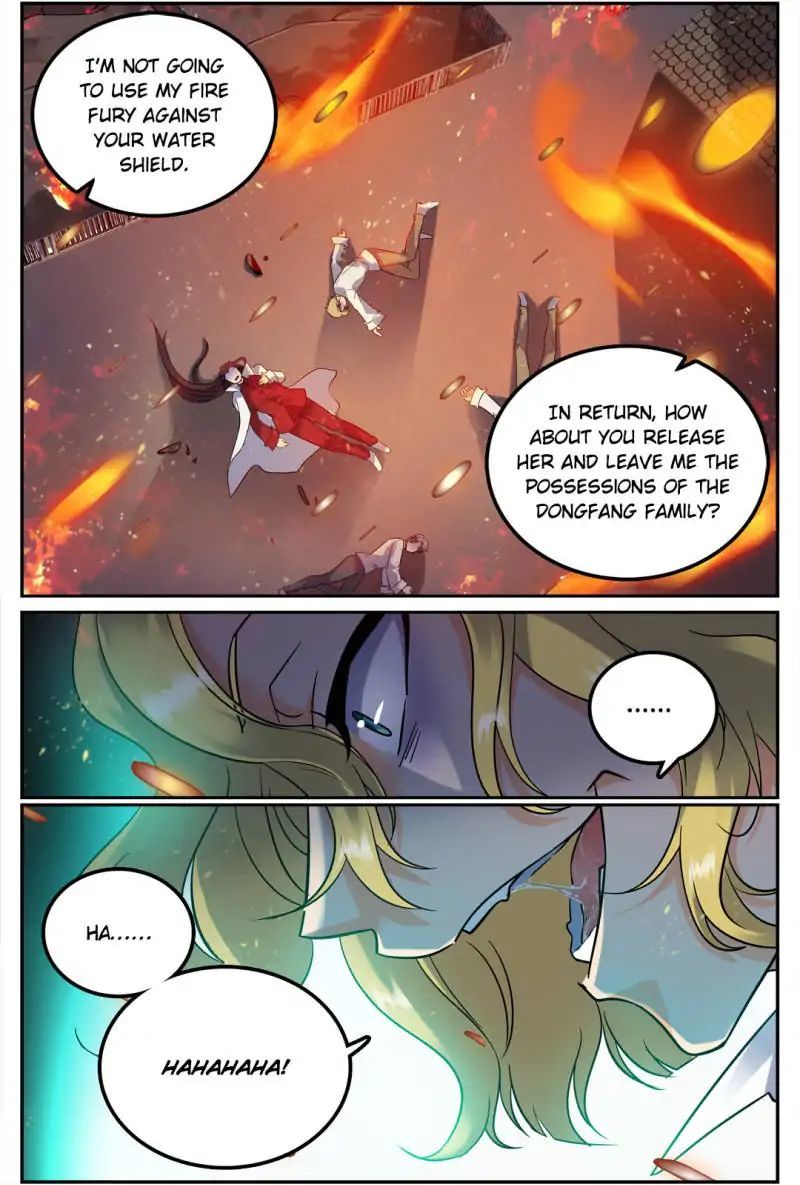 I'M NOT GOING
TO USE MY FIRE
FURY AGAINST
YOUR WATER
SHIELD.
IN RETURN, HOW
ABOUT YOU RELEASE
HER AND LEAVE ME THE
POSSESSIONS OF THE
DONGFANG FAMILY?
......
HA......
HAHAHAHA!